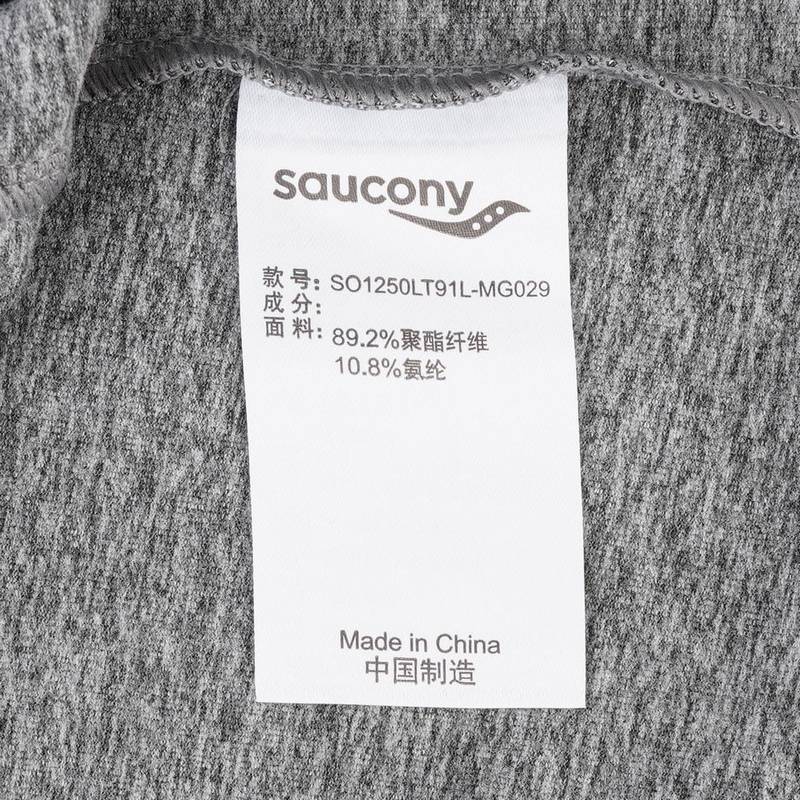 saucony
款号: SO1250LT91L-MG029
成分:
面料: 89.2%聚酯纤维
10.8%氨纶
Made in China
中国制造